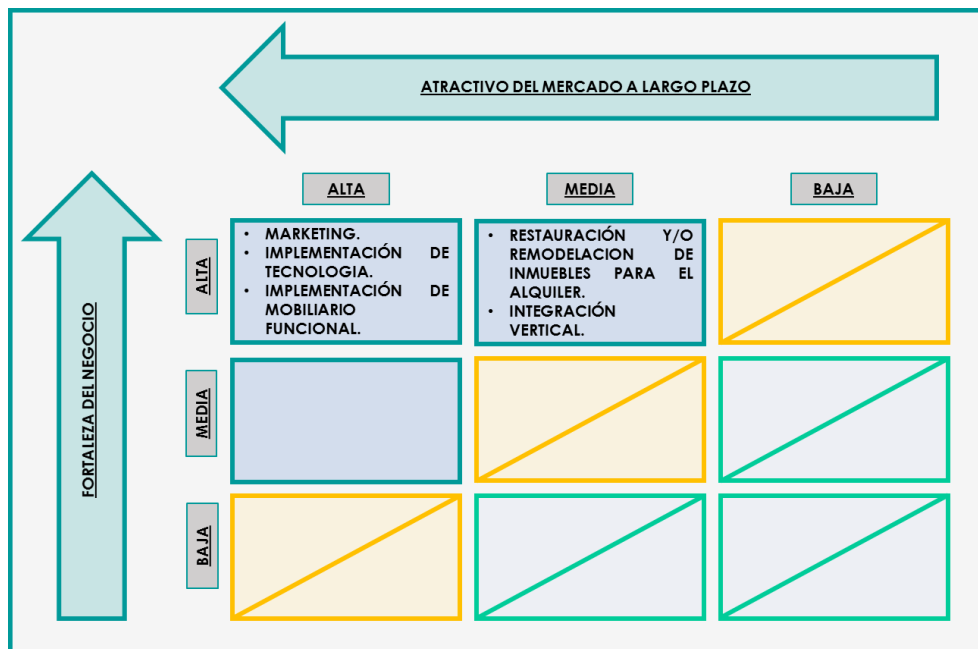 ATRACTIVO DEL MERCADO A LARGO PLAZO
ALTA
MEDIA
BAJA
FORTALEZA DEL NEGOCIO
ALTA
• MARKETING.
• IMPLEMENTACIÓN DE
TECNOLOGIA.
• IMPLEMENTACIÓN DE
MOBILIARIO
FUNCIONAL.
• RESTAURACIÓN Y/O
REMODELACION DE
INMUEBLES PARA EL
ALQUILER.
• INTEGRACIÓN
VERTICAL.
MEDIA
BAJA